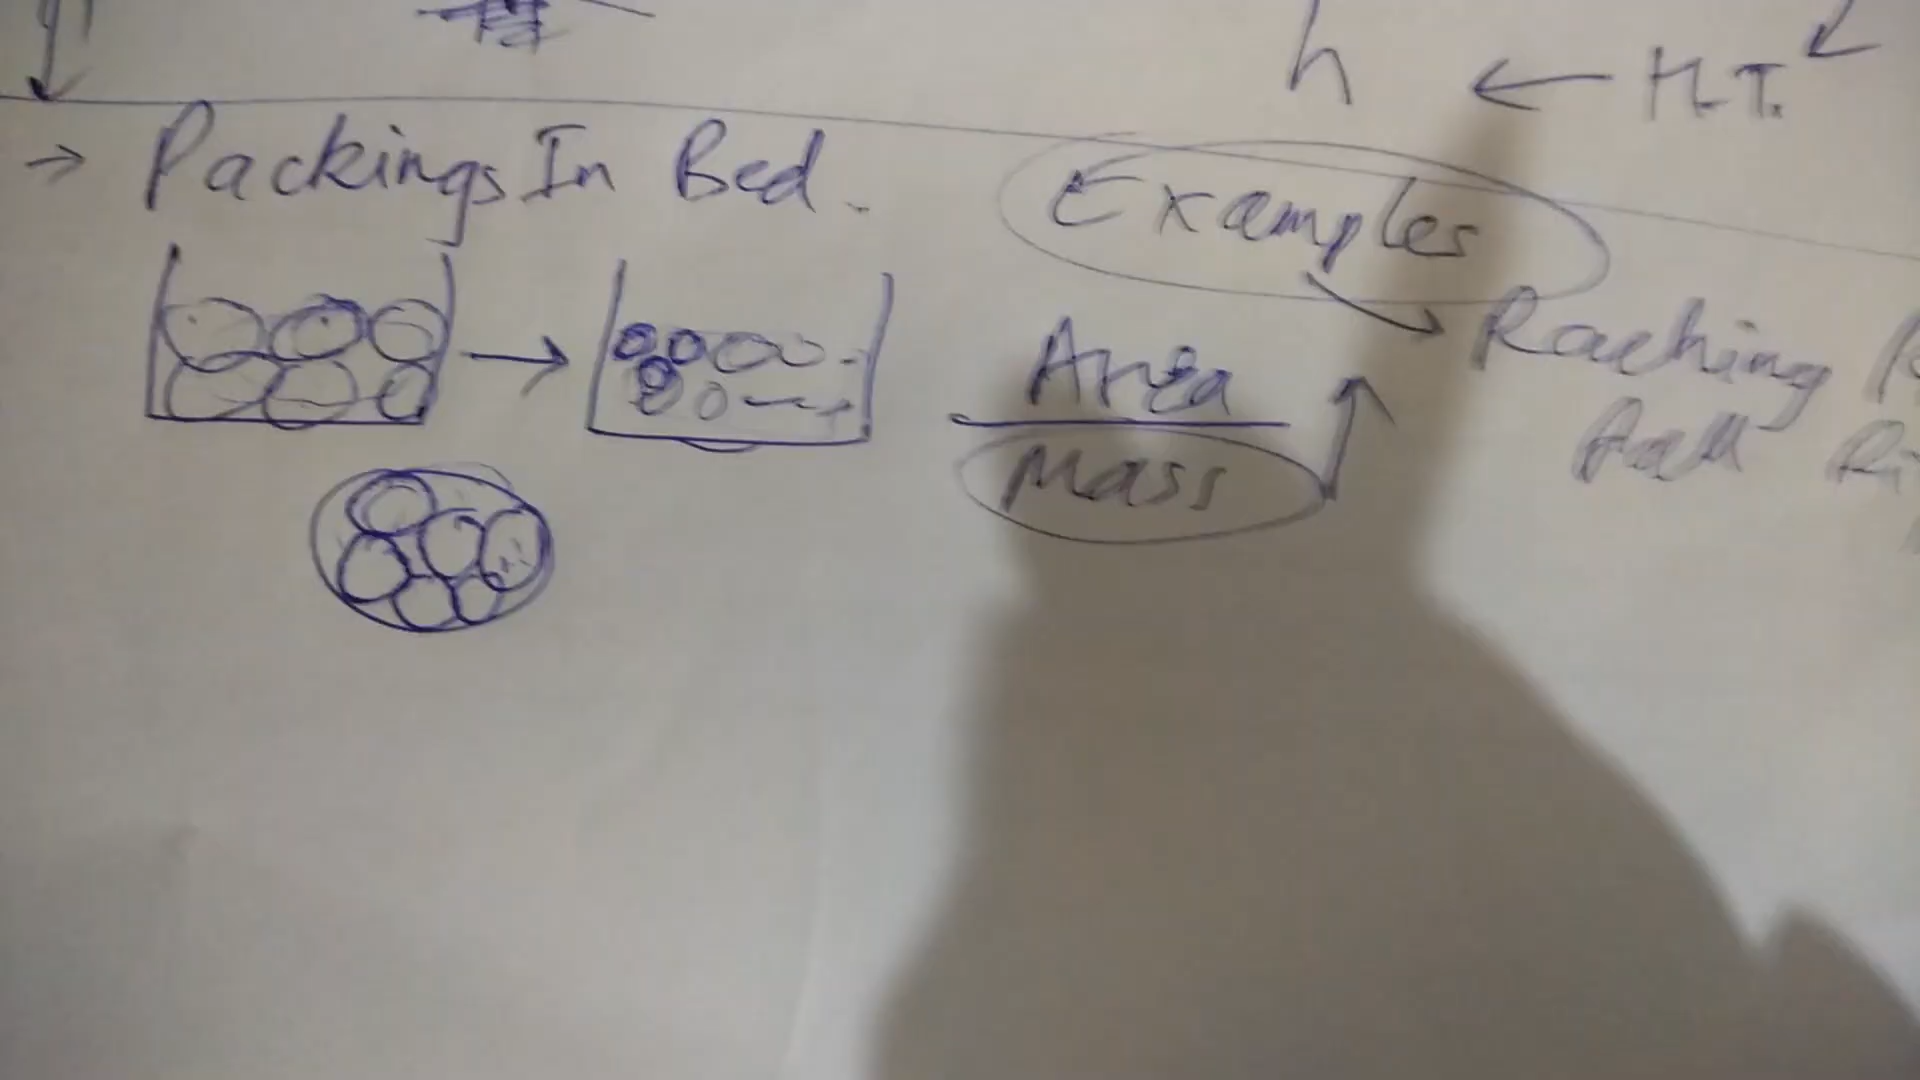 h ← H.T.
→ Packings In Bed.
Examples
Raching
Area
Mass